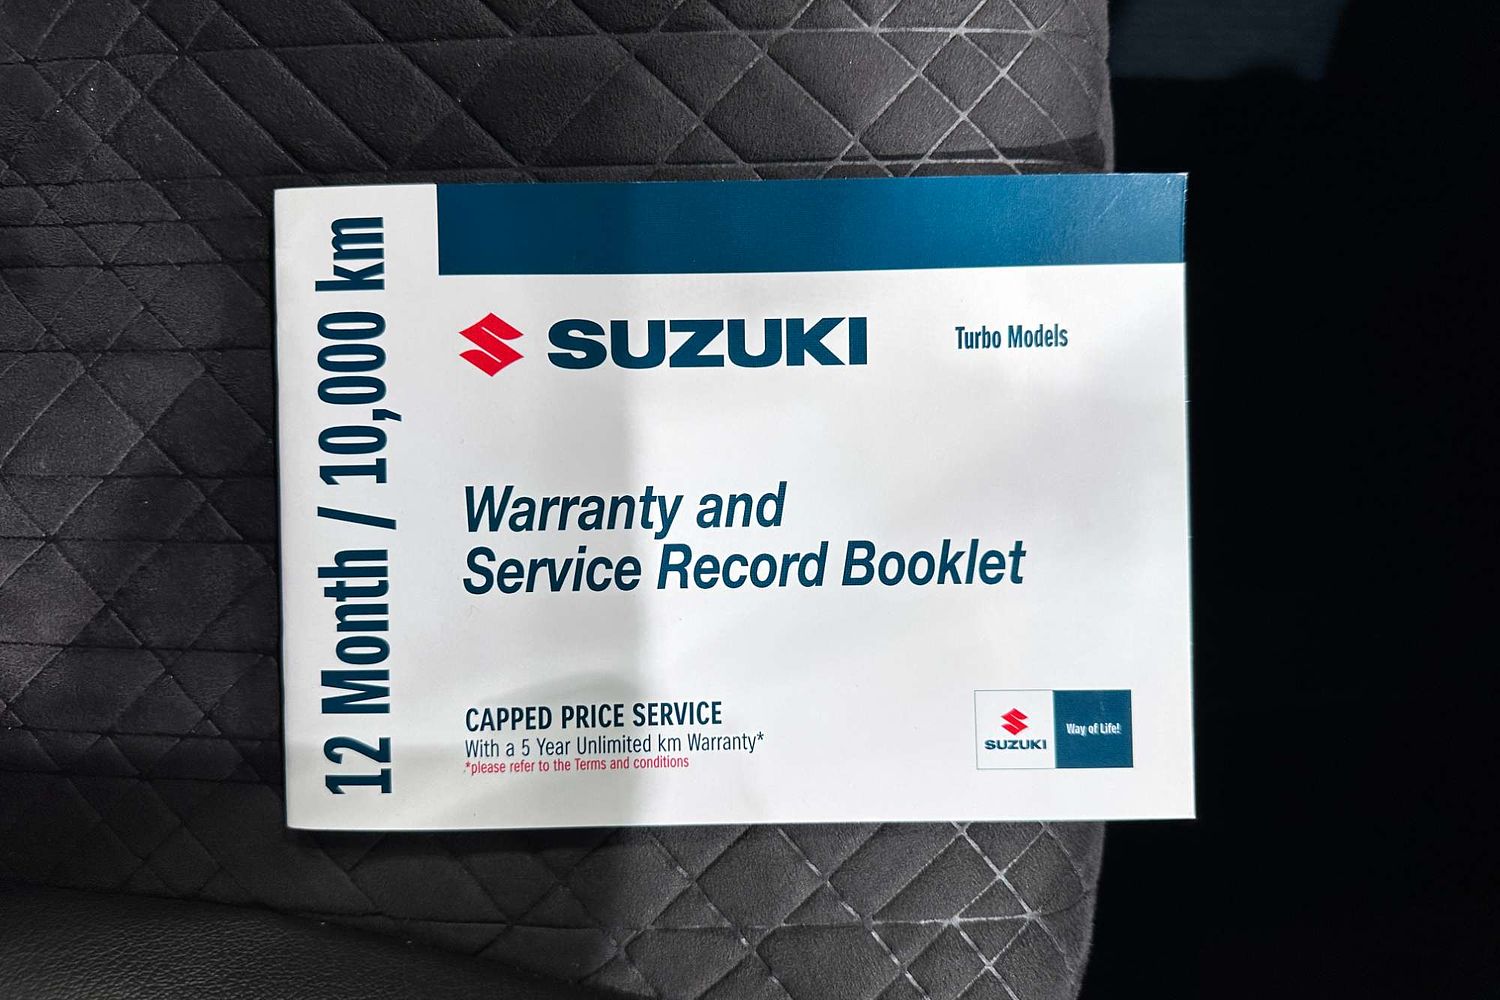 12 Month / 10,000 km
SUZUKI
Turbo Models
Warranty and
Service Record Booklet
CAPPED PRICE SERVICE
With a 5 Year Unlimited km Warranty*
*please refer to the Terms and conditions
SUZUKI
Way of Life!